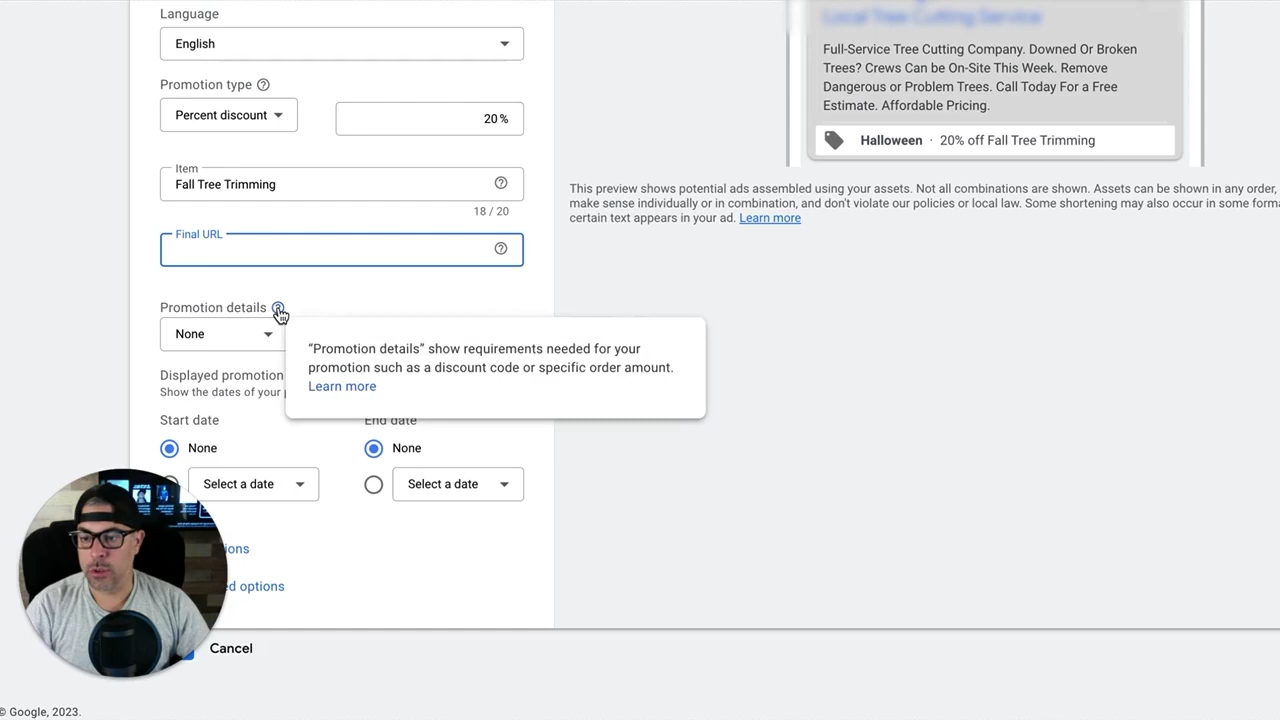 Language
English
Promotion type
Percent discount
20 %
Item
Fall Tree Trimming
18 / 20
Final URL
Promotion details
None
“Promotion details” show requirements needed for your
promotion such as a discount code or specific order amount.
Learn more
Displayed promotion
Show the dates of your
Start date
End date
None
None
Select a date
Select a date
options
Cancel
© Google, 2023.
Local Tree Cutting Service
Full-Service Tree Cutting Company. Downed Or Broken
Trees? Crews Can be On-Site This Week. Remove
Dangerous or Problem Trees. Call Today For a Free
Estimate. Affordable Pricing.
Halloween · 20% off Fall Tree Trimming
This preview shows potential ads assembled using your assets. Not all combinations are shown. Assets can be shown in any order,
make sense individually or in combination, and don't violate our policies or local law. Some shortening may also occur in some forma
certain text appears in your ad. Learn more